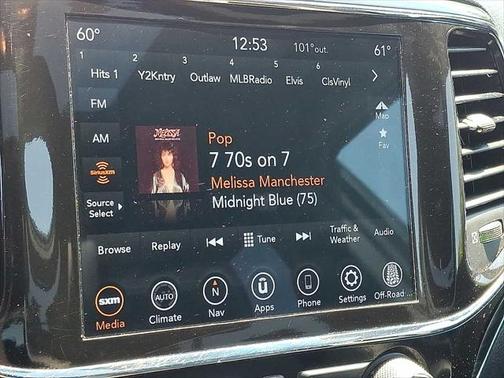 60° 12:53 101°out. 61°
1 2 3 4 5 6
Hits 1 Y2Kntry Outlaw MLBRadio Elvis ClsVinyl
FM
Map
AM
Fav
SiriusXM
Source
Select
MELISSA
Pop
7 70s on 7
Melissa Manchester
Midnight Blue (75)
Browse Replay Tune Traffic & Weather Audio
sxm AUTO N U
Media Climate Nav Apps Phone Settings Off-Road ...